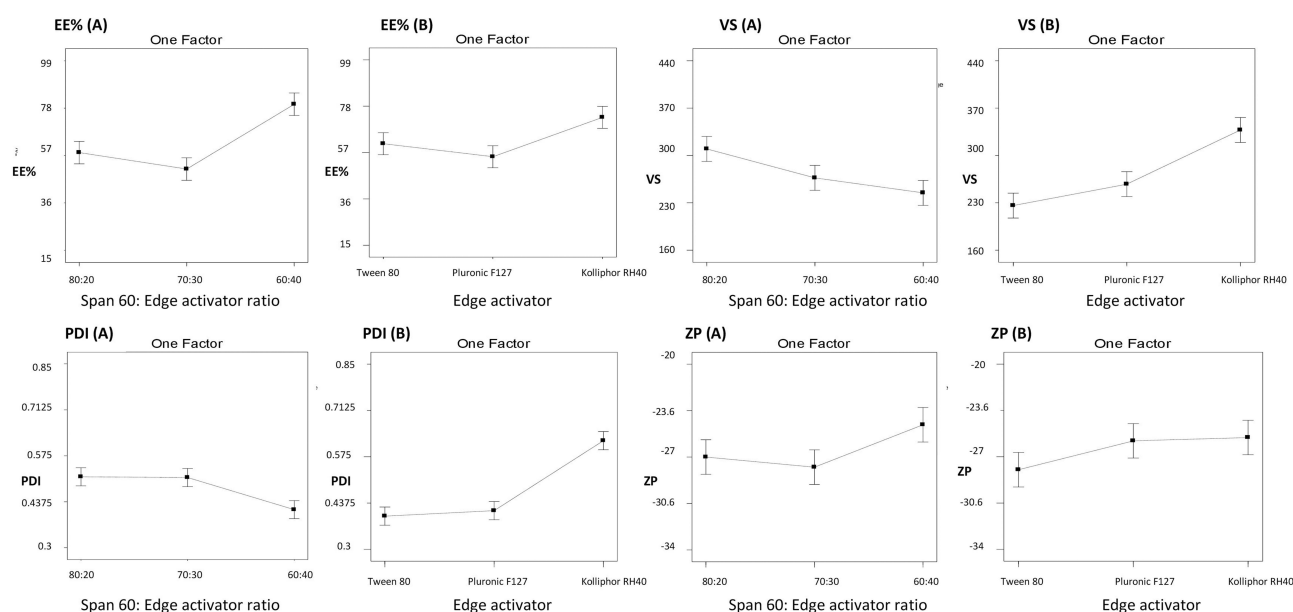 EE% (A)
One Factor
99
78
57
EE%
36
15
80:20 70:30 60:40
Span 60: Edge activator ratio
EE% (B)
One Factor
99
78
57
EE%
36
15
Tween 80 Pluronic F127 Kolliphor RH40
Edge activator
VS (A)
One Factor
440
370
300
VS
230
160
80:20 70:30 60:40
Span 60: Edge activator ratio
VS (B)
One Factor
440
370
300
VS
230
160
Tween 80 Pluronic F127 Kolliphor RH40
Edge activator
PDI (A)
One Factor
0.85
0.7125
0.575
PDI
0.4375
0.3
80:20 70:30 60:40
Span 60: Edge activator ratio
PDI (B)
One Factor
0.85
0.7125
0.575
PDI
0.4375
0.3
Tween 80 Pluronic F127 Kolliphor RH40
Edge activator
ZP (A)
One Factor
-20
-23.6
-27
ZP
-30.6
-34
80:20 70:30 60:40
Span 60: Edge activator ratio
ZP (B)
One Factor
-20
-23.6
-27
ZP
-30.6
-34
Tween 80 Pluronic F127 Kolliphor RH40
Edge activator